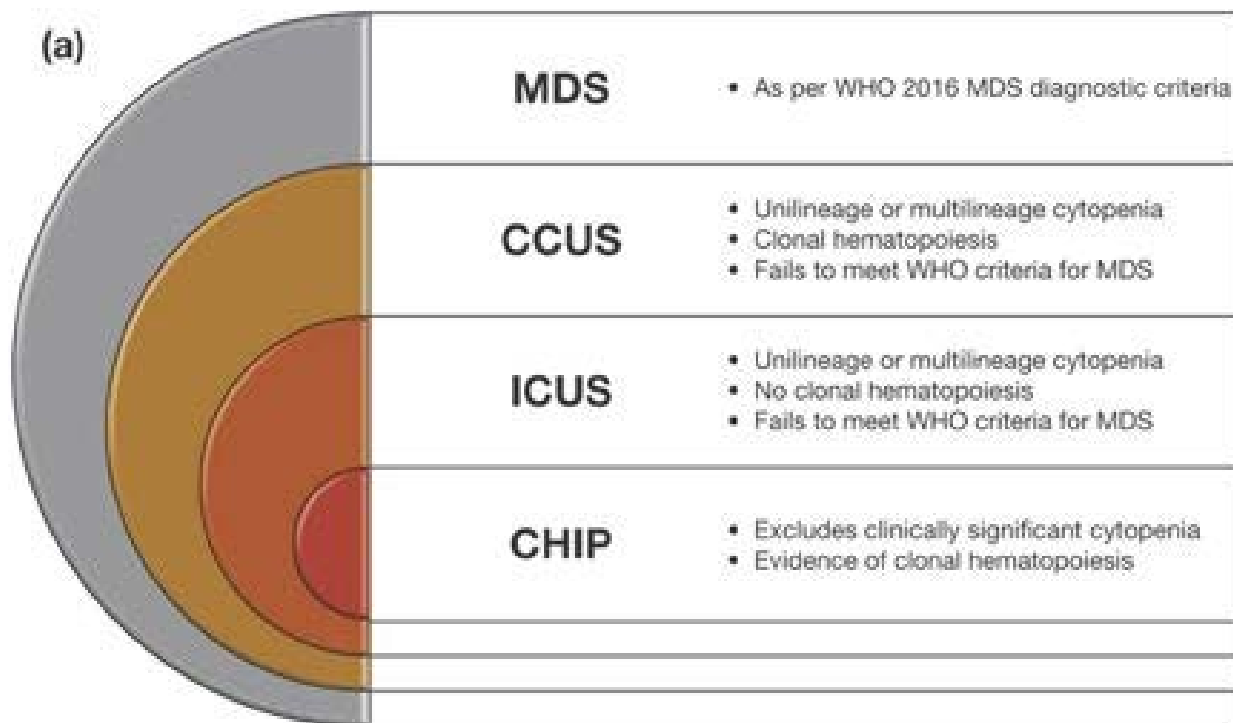 (a)
MDS
• As per WHO 2016 MDS diagnostic criteria
CCUS
• Unilineage or multilineage cytopenia
• Clonal hematopoiesis
• Fails to meet WHO criteria for MDS
ICUS
• Unilineage or multilineage cytopenia
• No clonal hematopoiesis
• Fails to meet WHO criteria for MDS
CHIP
• Excludes clinically significant cytopenia
• Evidence of clonal hematopoiesis